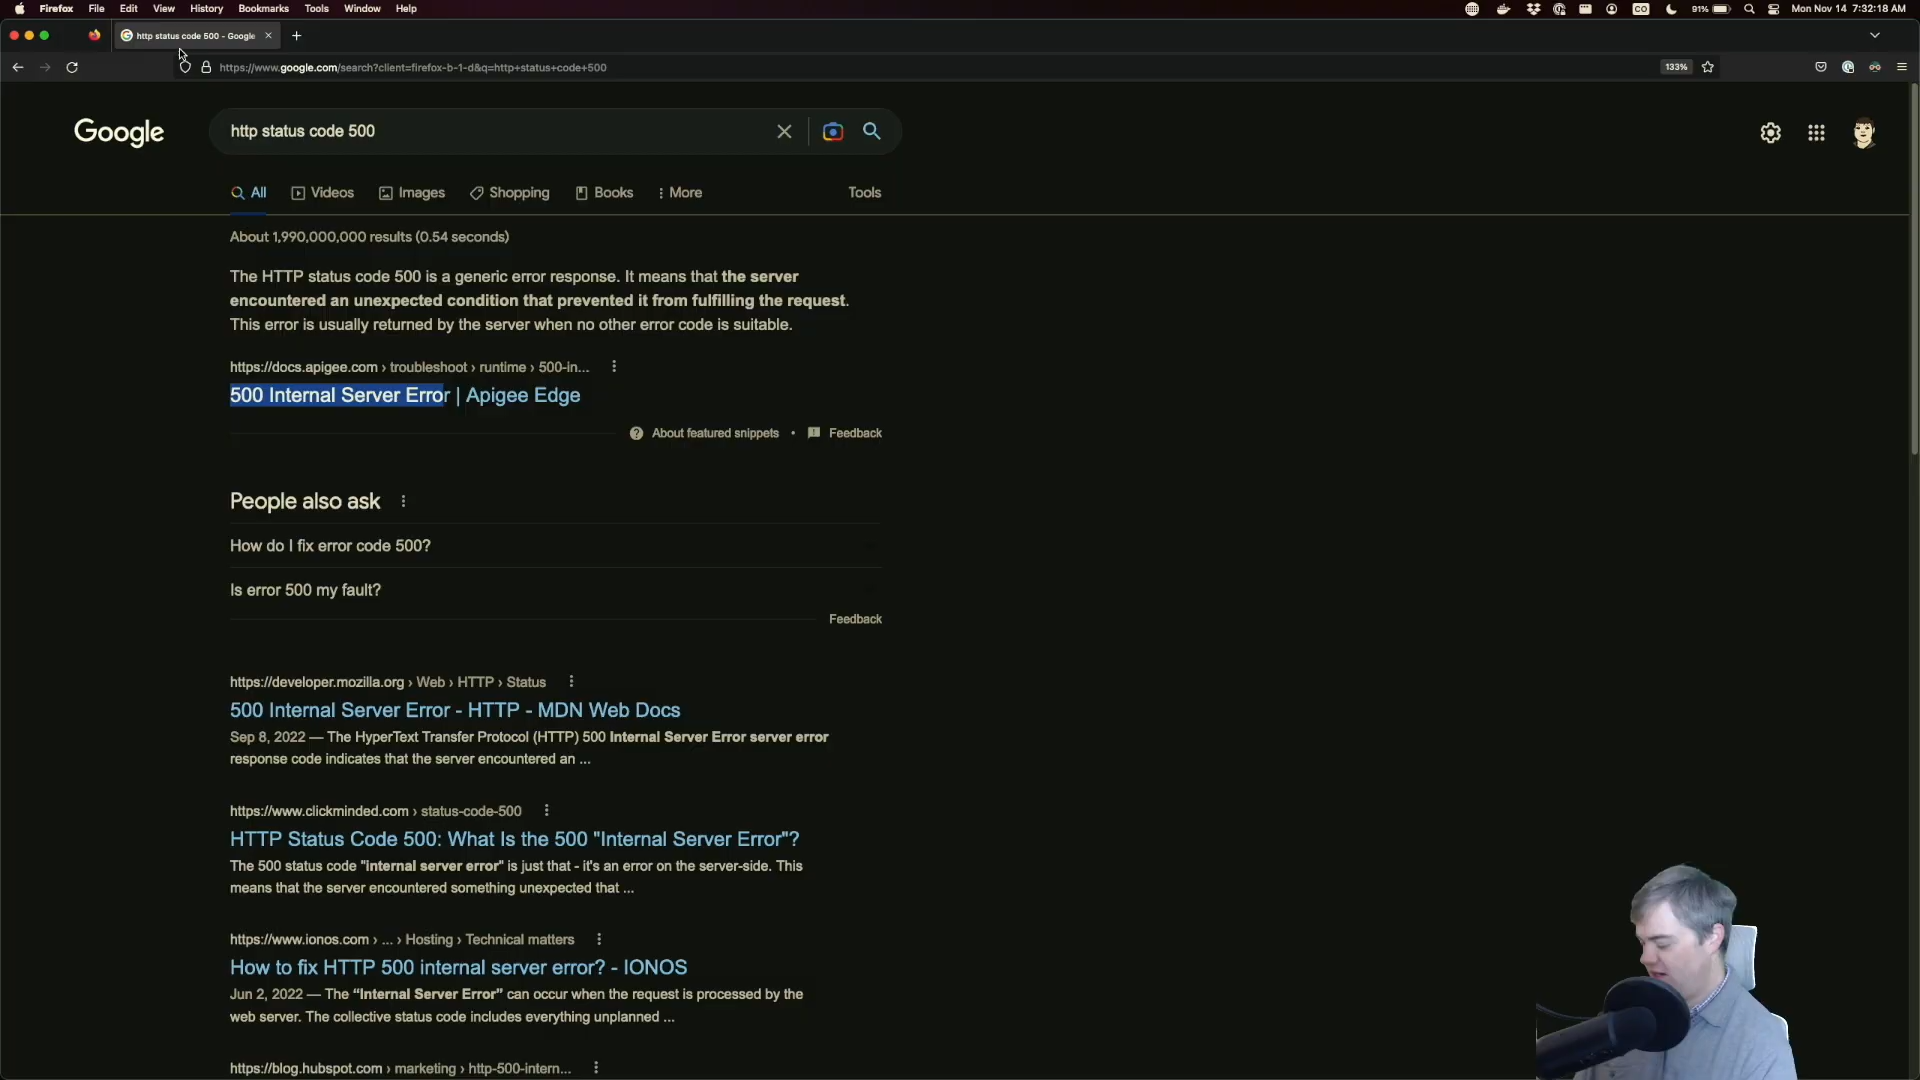 Firefox File Edit View History Bookmarks Tools Window Help
CO 91% Mon Nov 14 7:32:18 AM
http status code 500 - Google
https://www.google.com/search?client=firefox-b-1-d&q=http+status+code+500 133%
Google
http status code 500
All Videos Images Shopping Books More Tools
About 1,990,000,000 results (0.54 seconds)
The HTTP status code 500 is a generic error response. It means that the server
encountered an unexpected condition that prevented it from fulfilling the request.
This error is usually returned by the server when no other error code is suitable.
https://docs.apigee.com › troubleshoot › runtime › 500-in...
500 Internal Server Error | Apigee Edge
About featured snippets • Feedback
People also ask
How do I fix error code 500?
Is error 500 my fault?
Feedback
https://developer.mozilla.org › Web › HTTP › Status
500 Internal Server Error - HTTP - MDN Web Docs
Sep 8, 2022 — The HyperText Transfer Protocol (HTTP) 500 Internal Server Error server error
response code indicates that the server encountered an ...
https://www.clickminded.com › status-code-500
HTTP Status Code 500: What Is the 500 "Internal Server Error"?
The 500 status code "internal server error" is just that - it's an error on the server-side. This
means that the server encountered something unexpected that ...
https://www.ionos.com › ... › Hosting › Technical matters
How to fix HTTP 500 internal server error? - IONOS
Jun 2, 2022 — The “Internal Server Error” can occur when the request is processed by the
web server. The collective status code includes everything unplanned ...
https://blog.hubspot.com › marketing › http-500-intern...